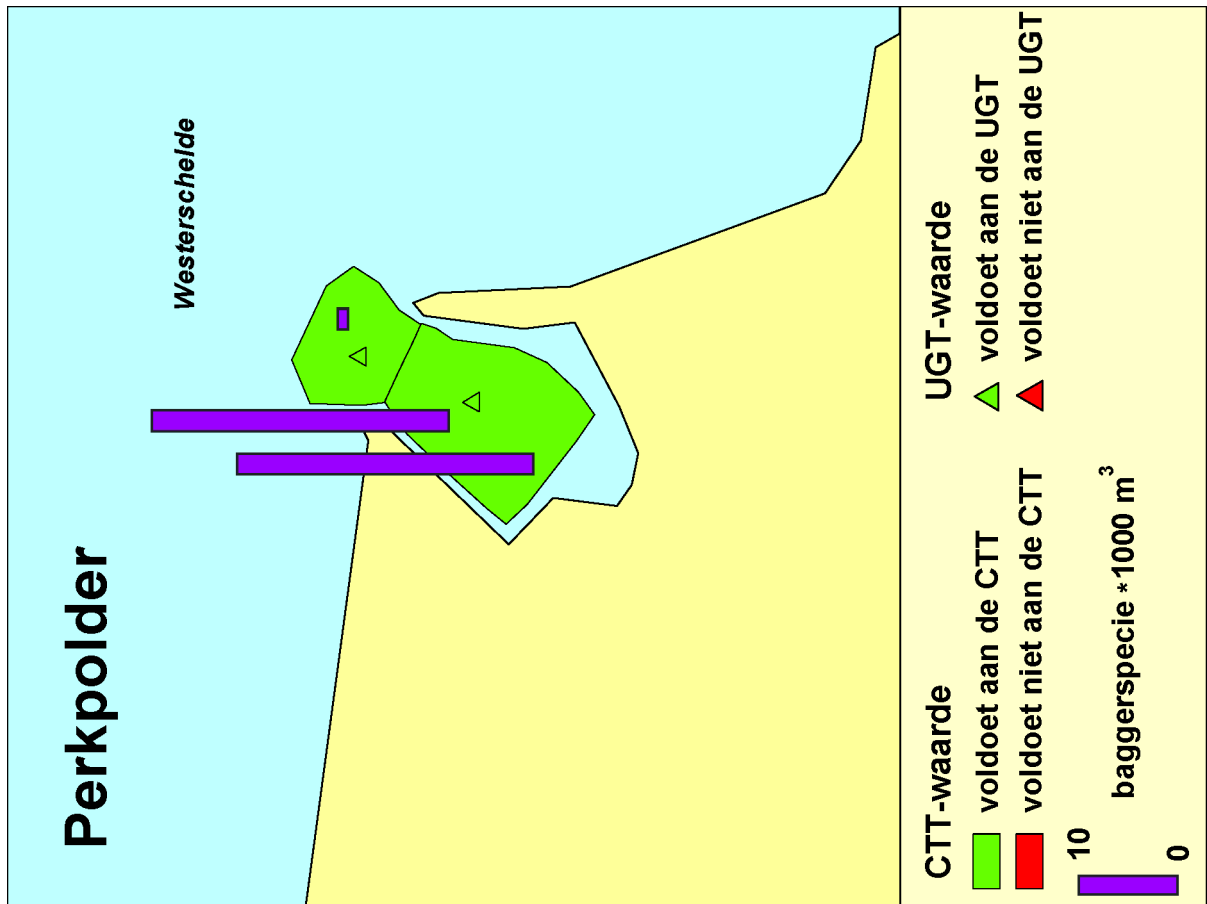 Perkpolder
Westerschelde
CTT-waarde
voldoet aan de CTT
voldoet niet aan de CTT
UGT-waarde
voldoet aan de UGT
voldoet niet aan de UGT
10
0
baggerspecie *1000 m³